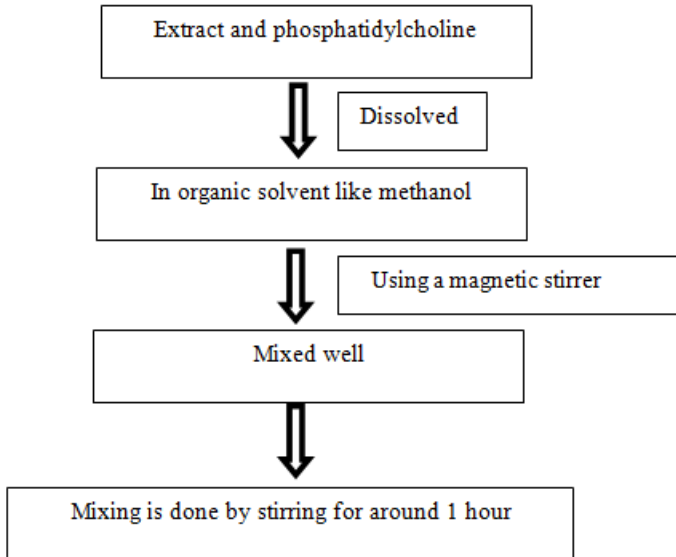 Extract and phosphatidylcholine
Dissolved
In organic solvent like methanol
Using a magnetic stirrer
Mixed well
Mixing is done by stirring for around 1 hour